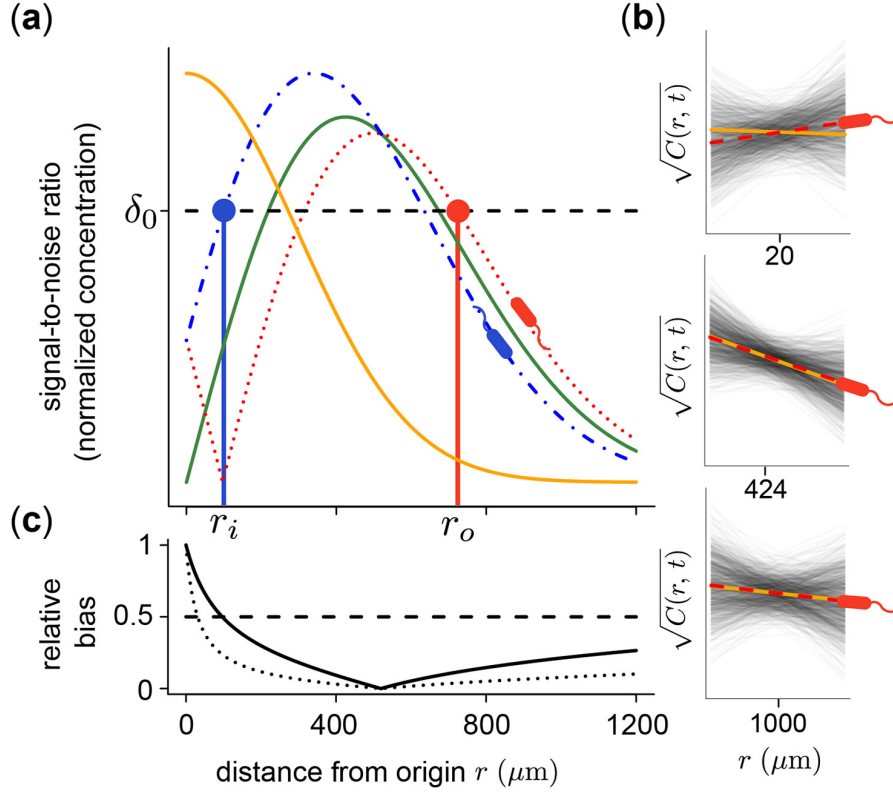 (a)
signal-to-noise ratio
(normalized concentration)
δ₀
rᵢ
rₒ
(b)
√C(r, t)
20
√C(r, t)
424
√C(r, t)
1000
r (μm)
(c)
relative
bias
1
0.5
0
0
400
800
1200
distance from origin r (μm)